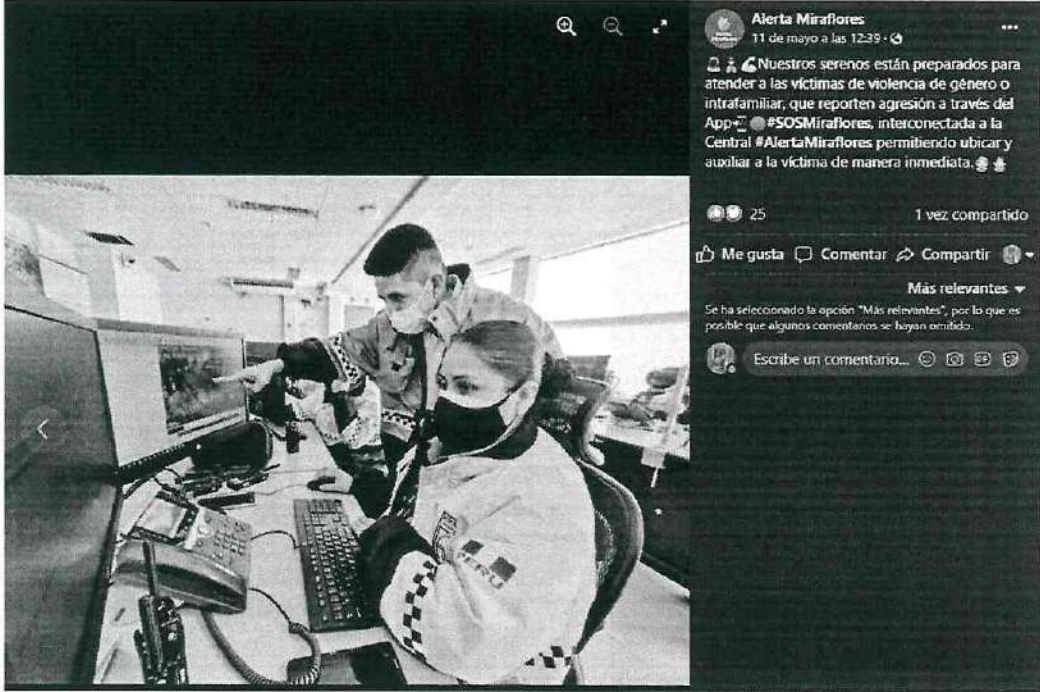 Alerta Miraflores
11 de mayo a las 12:39 ·
Nuestros serenos están preparados para
atender a las víctimas de violencia de género o
intrafamiliar, que reporten agresión a través del
App #SOSMiraflores, interconectada a la
Central #AlertaMiraflores permitiendo ubicar y
auxiliar a la víctima de manera inmediata.
25
1 vez compartido
Me gusta Comentar Compartir
Más relevantes
Se ha seleccionado la opción "Más relevantes", por lo que es
posible que algunos comentarios se hayan omitido.
Escribe un comentario...
PERU